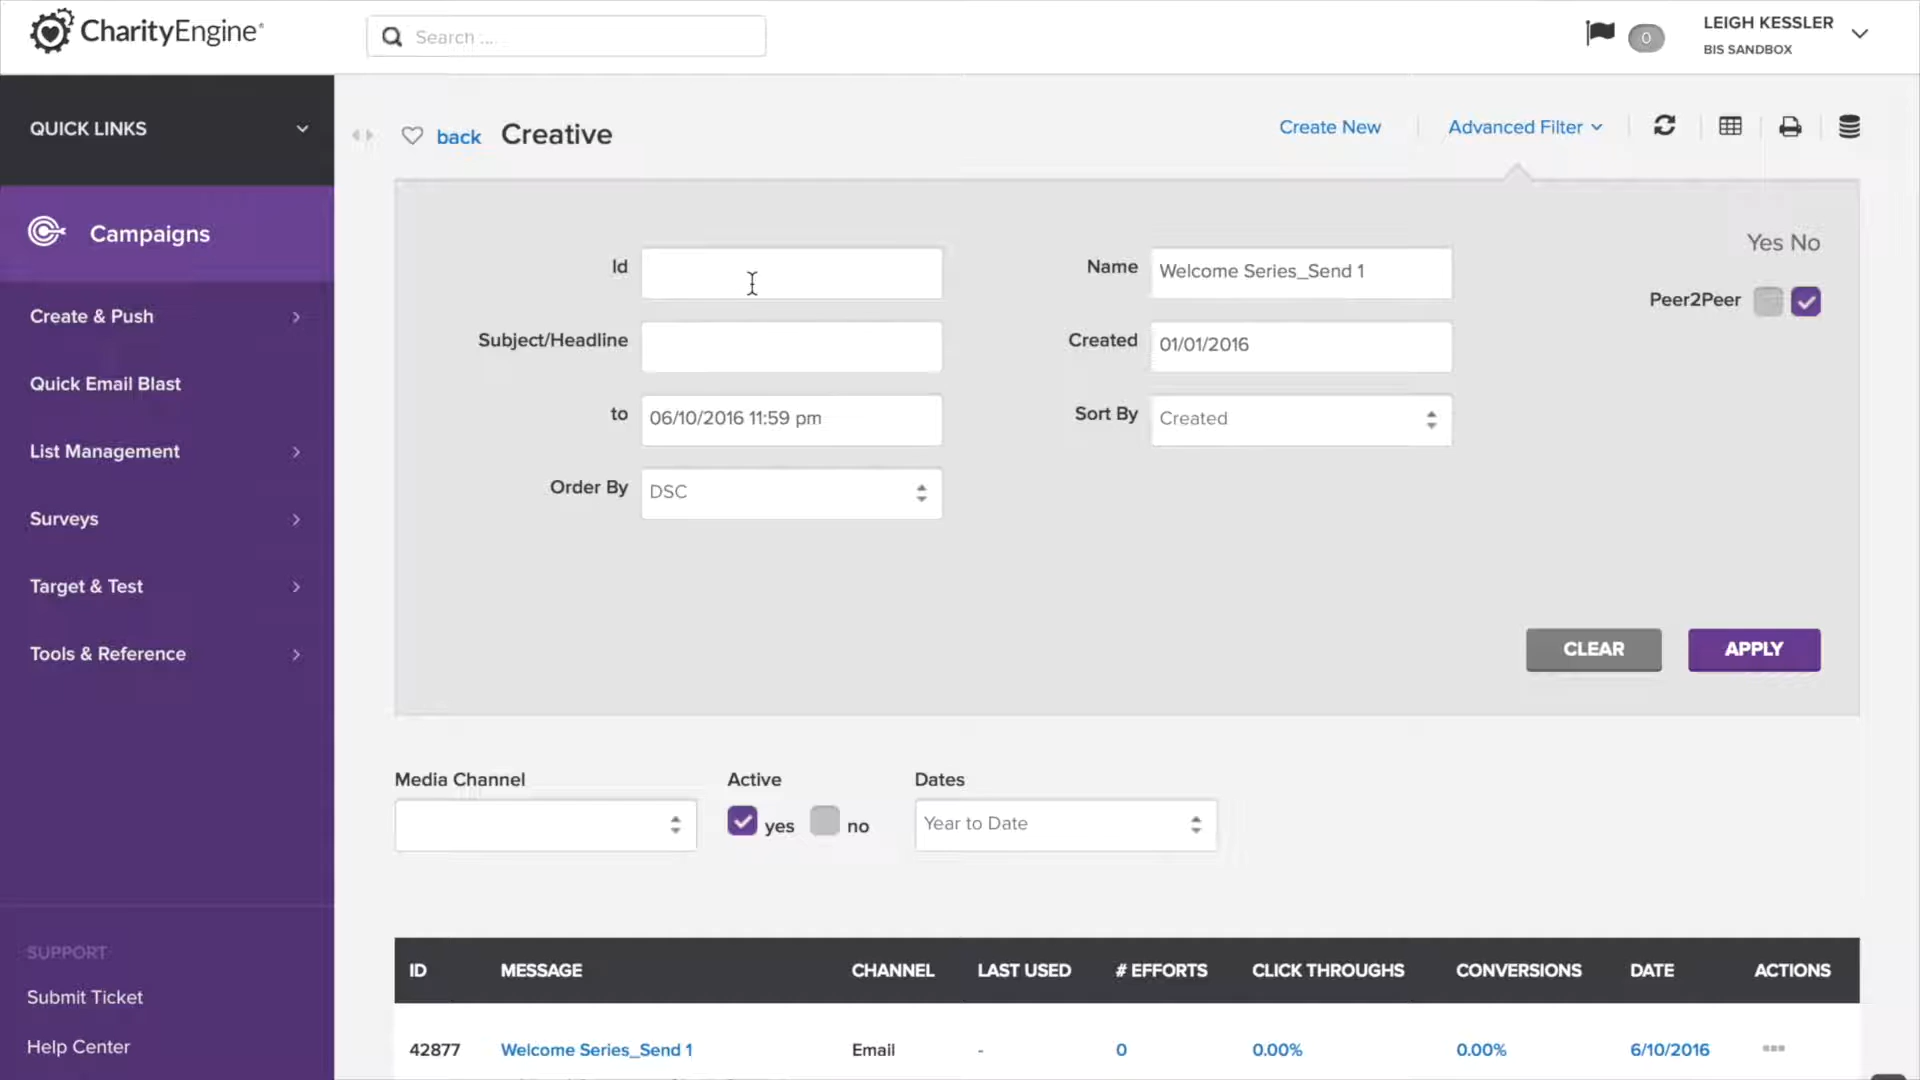 CharityEngine®
Search ....
0
LEIGH KESSLER
BIS SANDBOX
QUICK LINKS
back Creative
Create New
Advanced Filter
Campaigns
Create & Push
Quick Email Blast
List Management
Surveys
Target & Test
Tools & Reference
Yes No
Id
Name Welcome Series_Send 1
Peer2Peer
Subject/Headline
Created 01/01/2016
to 06/10/2016 11:59 pm
Sort By Created
Order By DSC
CLEAR APPLY
Media Channel Active Dates
yes no Year to Date
SUPPORT
Submit Ticket
Help Center
ID MESSAGE CHANNEL LAST USED # EFFORTS CLICK THROUGHS CONVERSIONS DATE ACTIONS
42877 Welcome Series_Send 1 Email - 0 0.00% 0.00% 6/10/2016